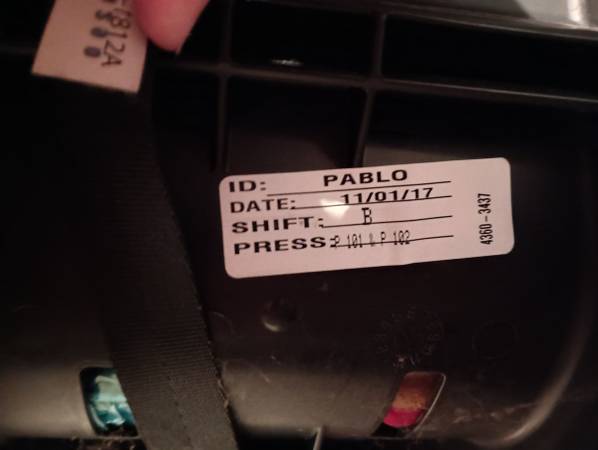 ID: PABLO
DATE: 11/01/17
SHIFT: B
PRESS: P 101 & P 102
4360-3437